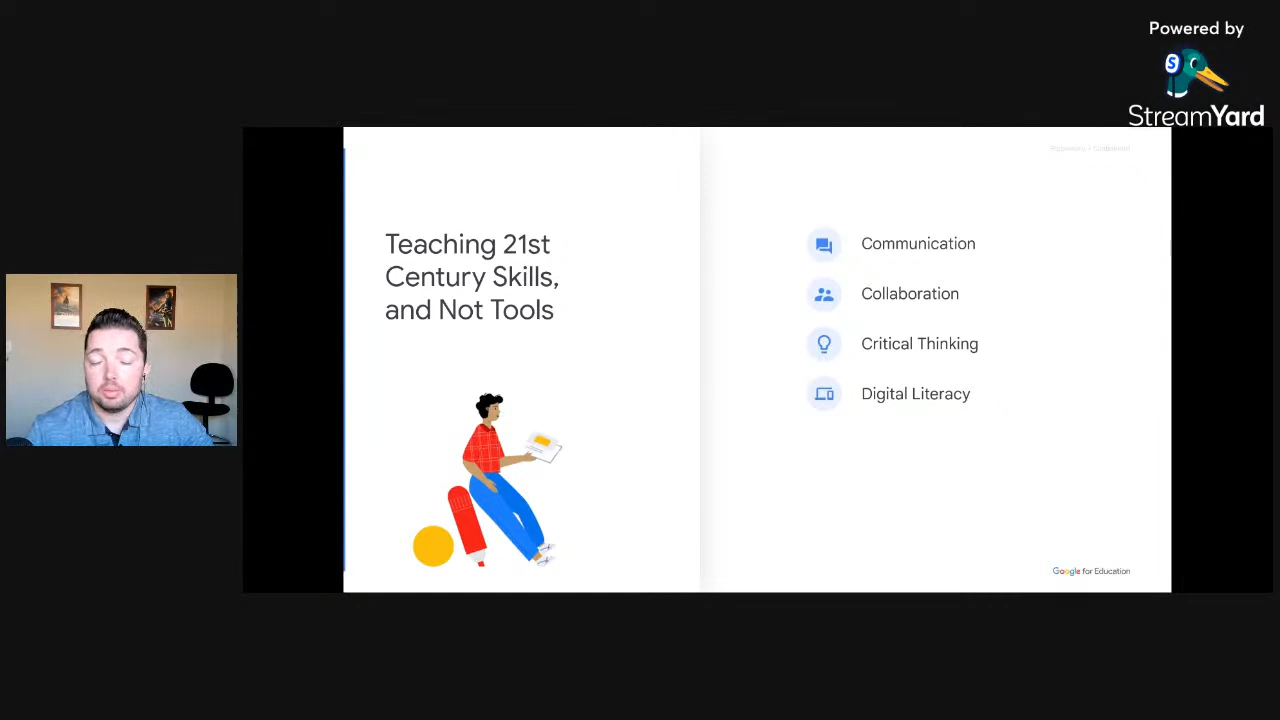 Powered by
StreamYard
Teaching 21st
Century Skills,
and Not Tools
Communication
Collaboration
Critical Thinking
Digital Literacy
Google for Education